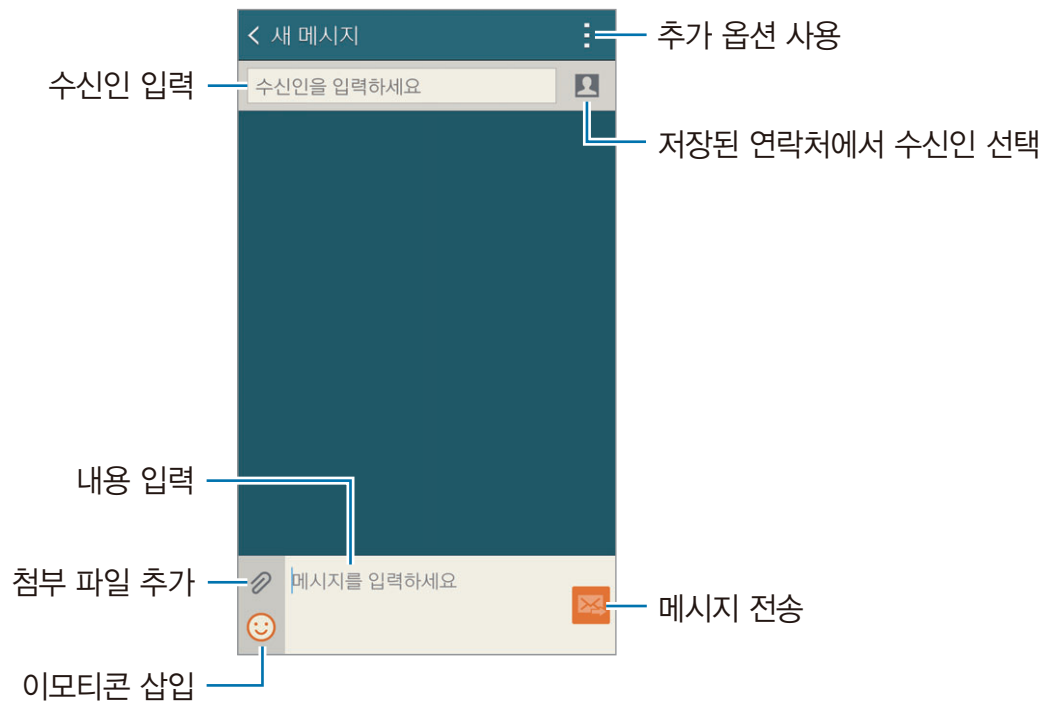 새 메시지
추가 옵션 사용
수신인 입력
수신인을 입력하세요
저장된 연락처에서 수신인 선택
내용 입력
첨부 파일 추가
메시지를 입력하세요
메시지 전송
이모티콘 삽입